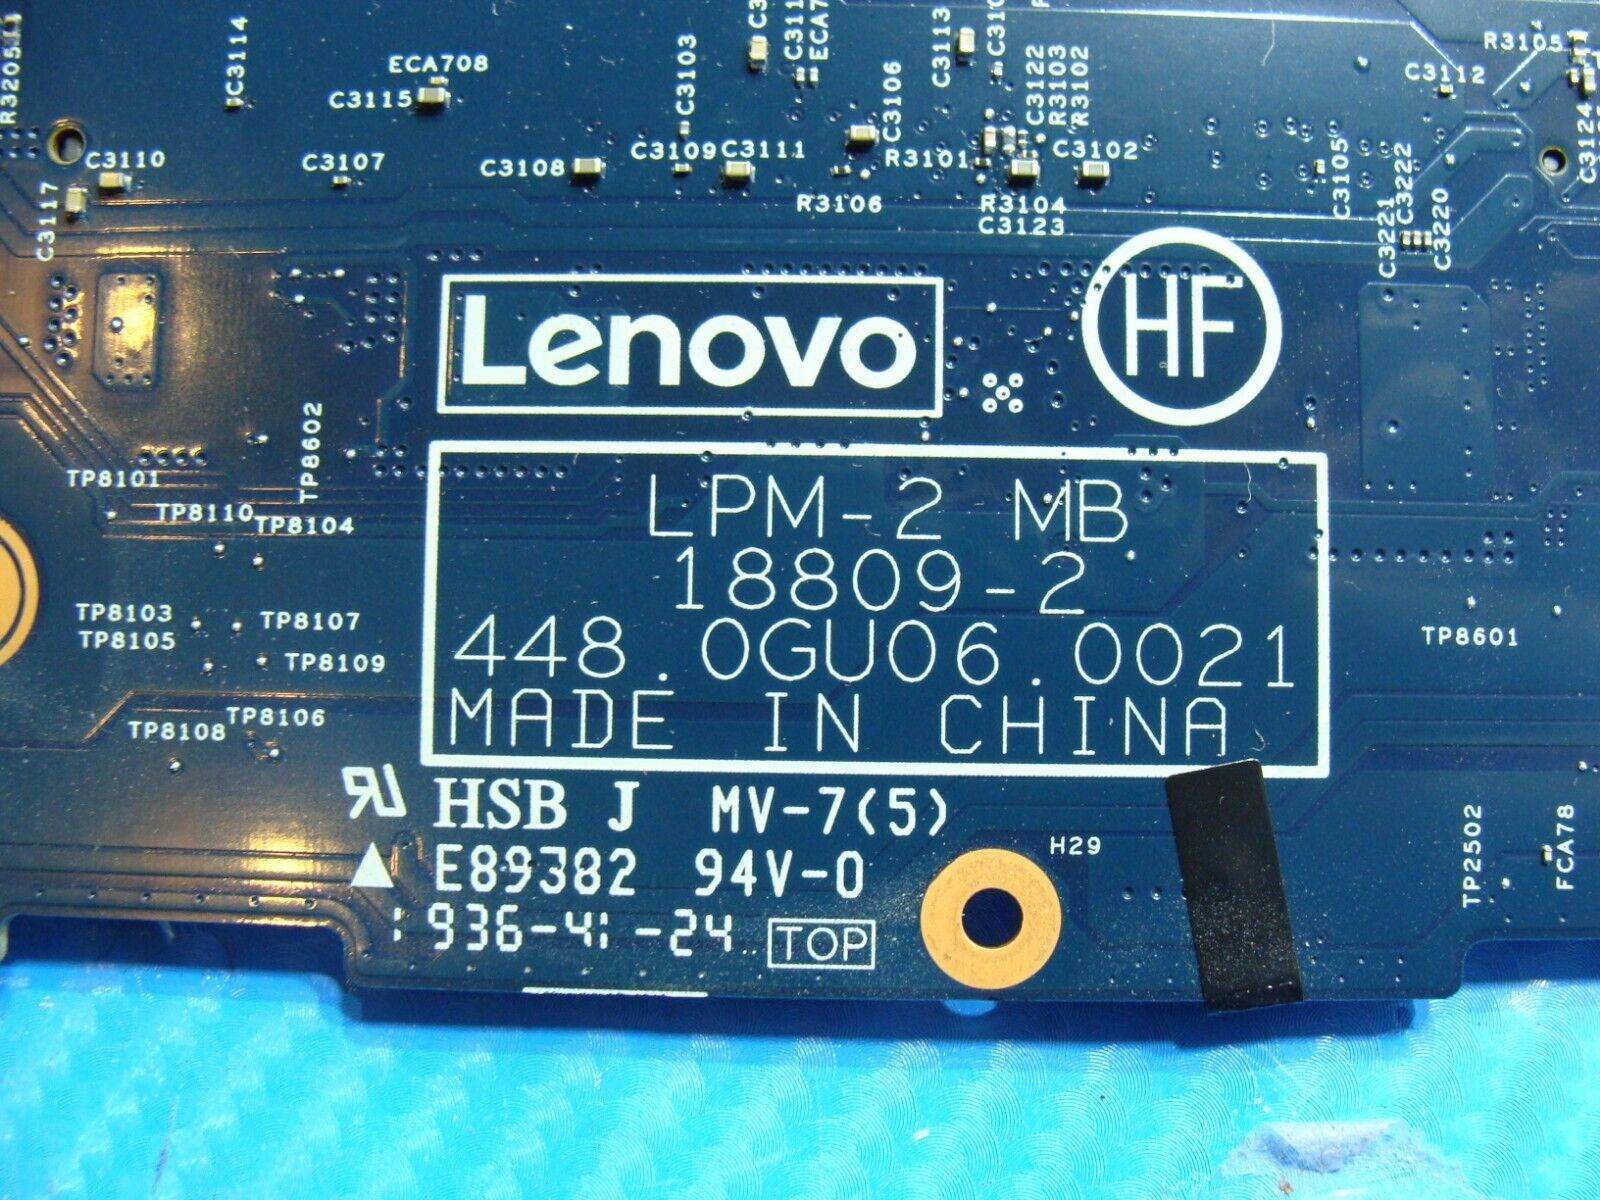 R3205
C3114
ECA708
C3115
C3103
C3113
C3106
C3122
R3103
R3102
R3105
C3112
C3124
C3110
C3107
C3108
C3109
C3111
R3101
C3102
C3105
C3117
R3106
R3104
C3123
C3221
C3222
C3220
Lenovo
HF
TP8602
TP8101
TP8110
TP8104
LPM-2 MB
18809-2
448.0GU06.0021
MADE IN CHINA
TP8103
TP8107
TP8105
TP8109
TP8601
TP8106
TP8108
HSB J MV-7(5)
E89382 94V-0
H29
TP2502
FCA78
TOP